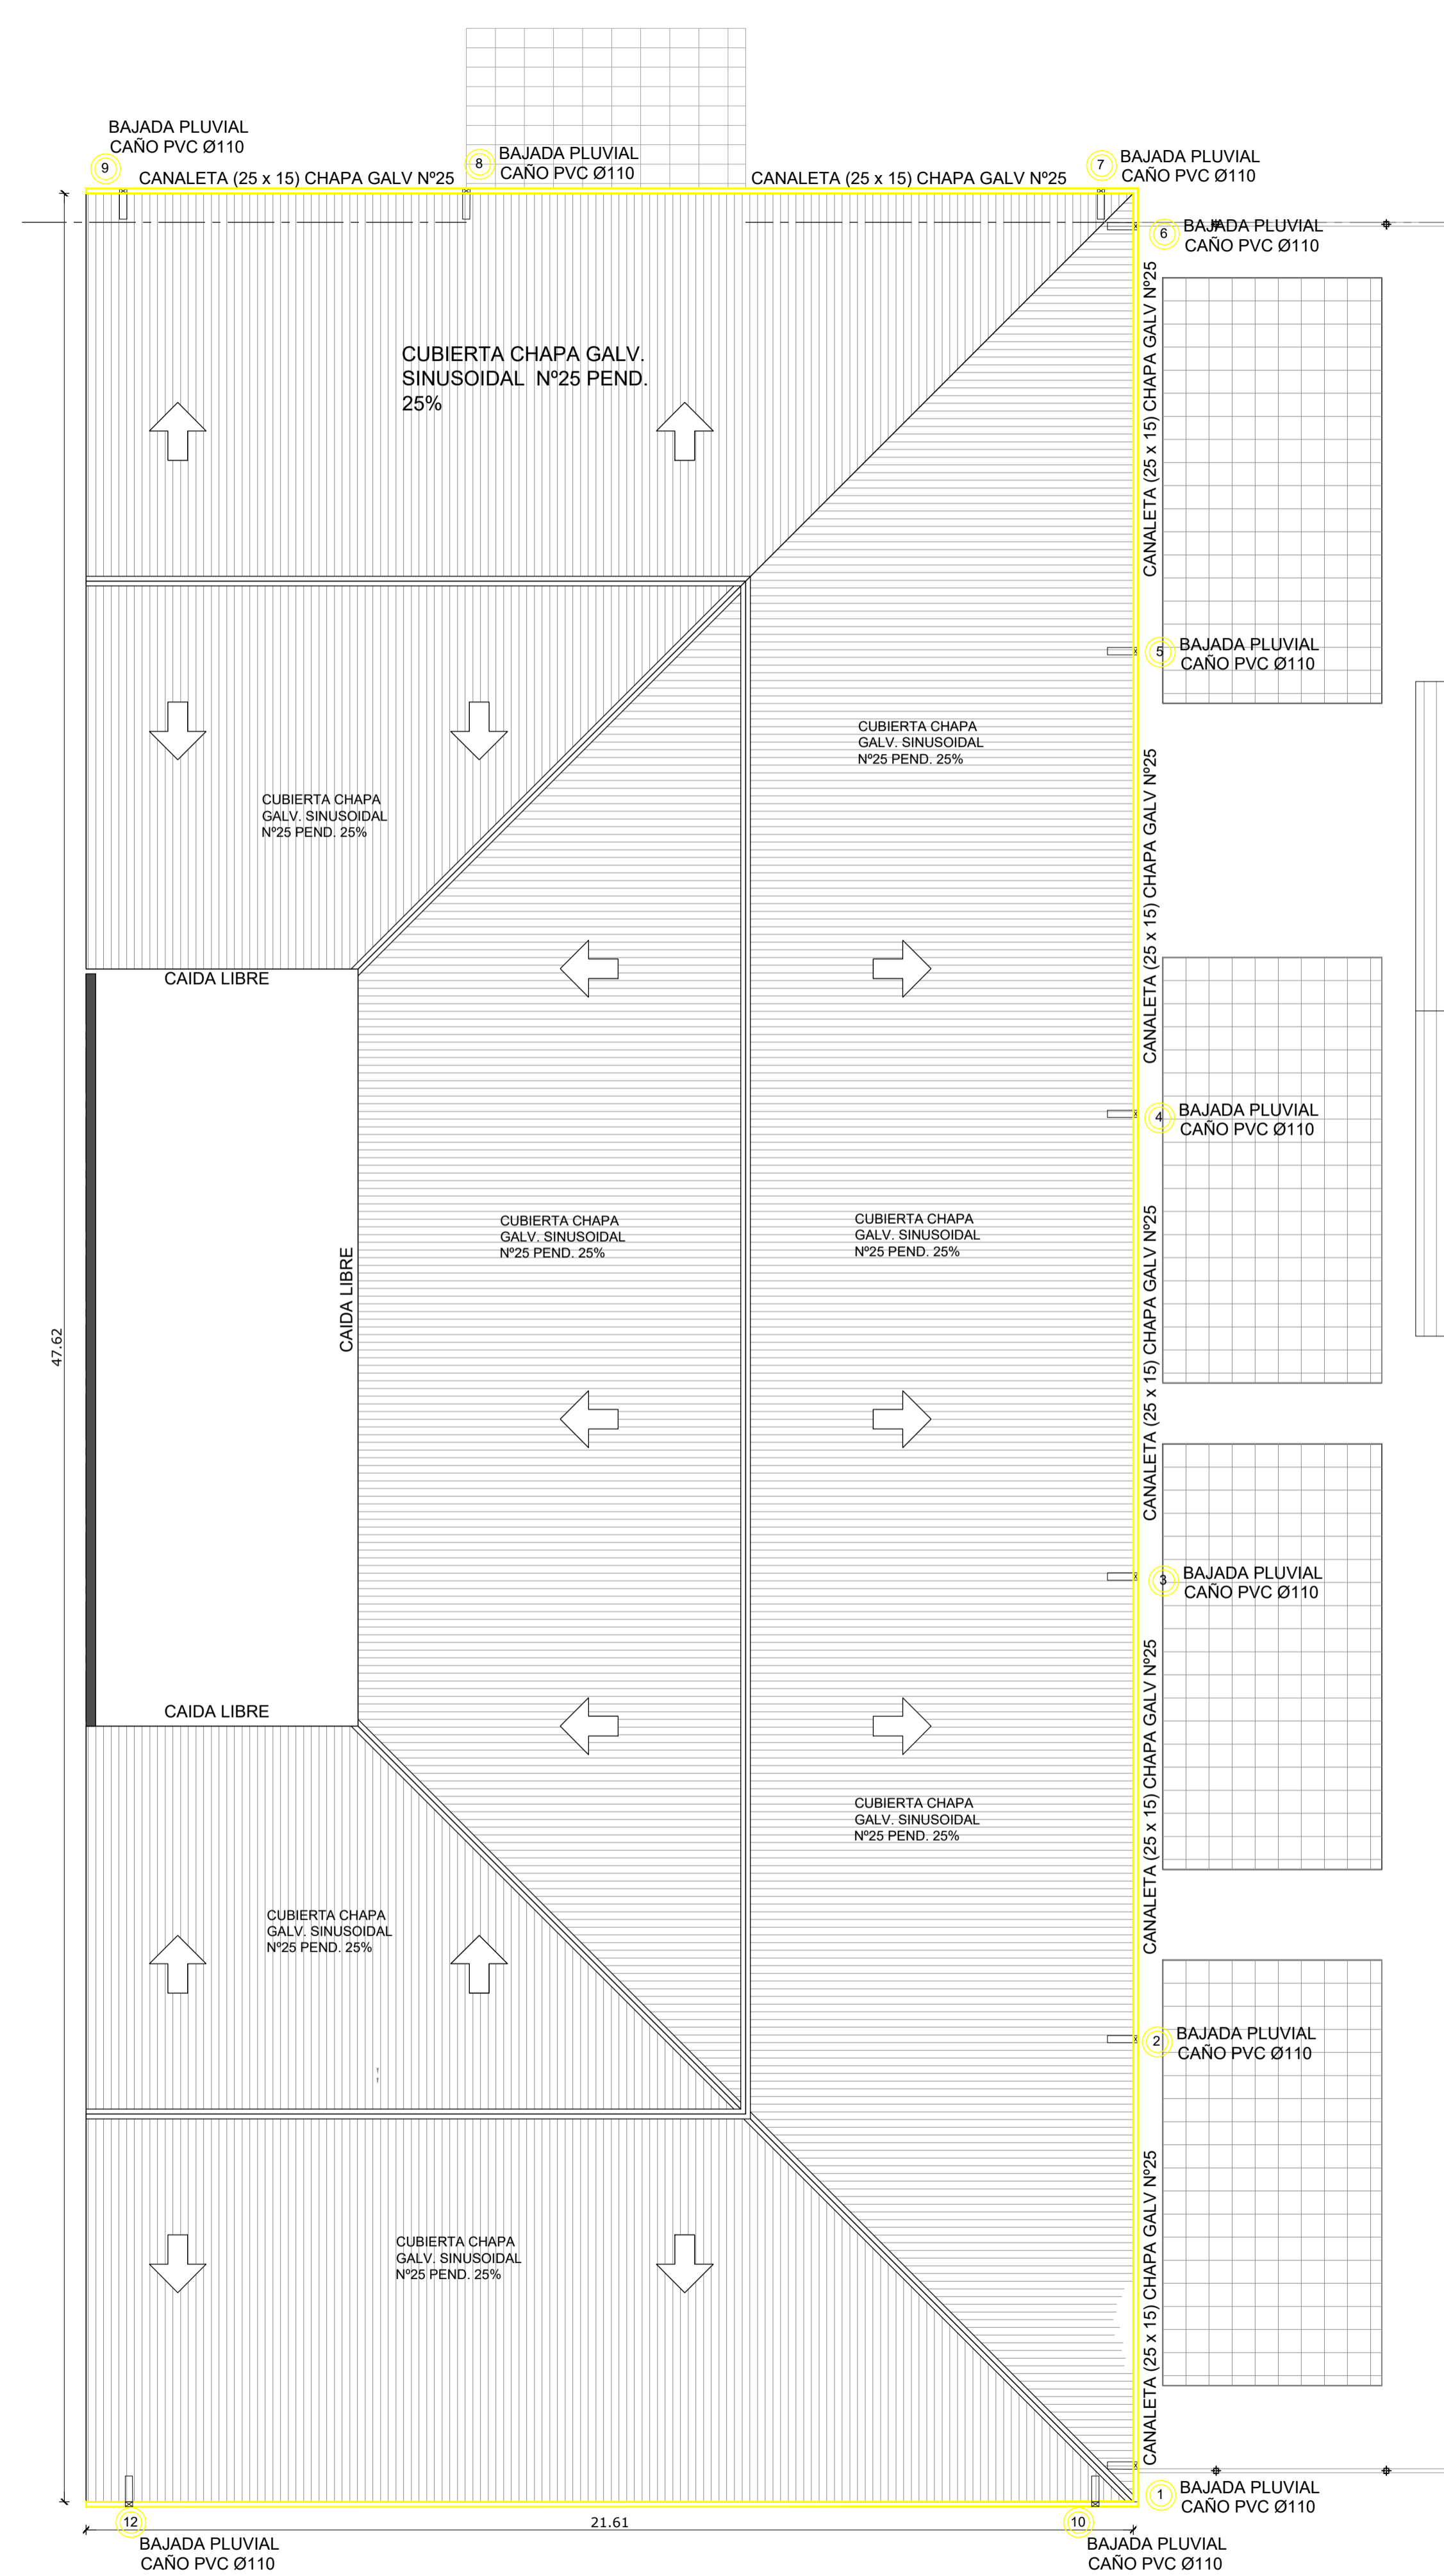 BAJADA PLUVIAL
CAÑO PVC Ø110
9
8
BAJADA PLUVIAL
CAÑO PVC Ø110
7
BAJADA PLUVIAL
CAÑO PVC Ø110
CANALETA (25 x 15) CHAPA GALV Nº25
CANALETA (25 x 15) CHAPA GALV Nº25
6
BAJADA PLUVIAL
CAÑO PVC Ø110
CANALETA (25 x 15) CHAPA GALV Nº25
CUBIERTA CHAPA GALV.
SINUSOIDAL Nº25 PEND.
25%
5
BAJADA PLUVIAL
CAÑO PVC Ø110
CUBIERTA CHAPA
GALV. SINUSOIDAL
Nº25 PEND. 25%
CUBIERTA CHAPA
GALV. SINUSOIDAL
Nº25 PEND. 25%
CANALETA (25 x 15) CHAPA GALV Nº25
CAIDA LIBRE
4
BAJADA PLUVIAL
CAÑO PVC Ø110
CUBIERTA CHAPA
GALV. SINUSOIDAL
Nº25 PEND. 25%
CUBIERTA CHAPA
GALV. SINUSOIDAL
Nº25 PEND. 25%
CAIDA LIBRE
47.62
CANALETA (25 x 15) CHAPA GALV Nº25
3
BAJADA PLUVIAL
CAÑO PVC Ø110
CAIDA LIBRE
CANALETA (25 x 15) CHAPA GALV Nº25
CUBIERTA CHAPA
GALV. SINUSOIDAL
Nº25 PEND. 25%
CUBIERTA CHAPA
GALV. SINUSOIDAL
Nº25 PEND. 25%
2
BAJADA PLUVIAL
CAÑO PVC Ø110
CUBIERTA CHAPA
GALV. SINUSOIDAL
Nº25 PEND. 25%
CANALETA (25 x 15) CHAPA GALV Nº25
1
BAJADA PLUVIAL
CAÑO PVC Ø110
12
21.61
10
BAJADA PLUVIAL
CAÑO PVC Ø110
BAJADA PLUVIAL
CAÑO PVC Ø110